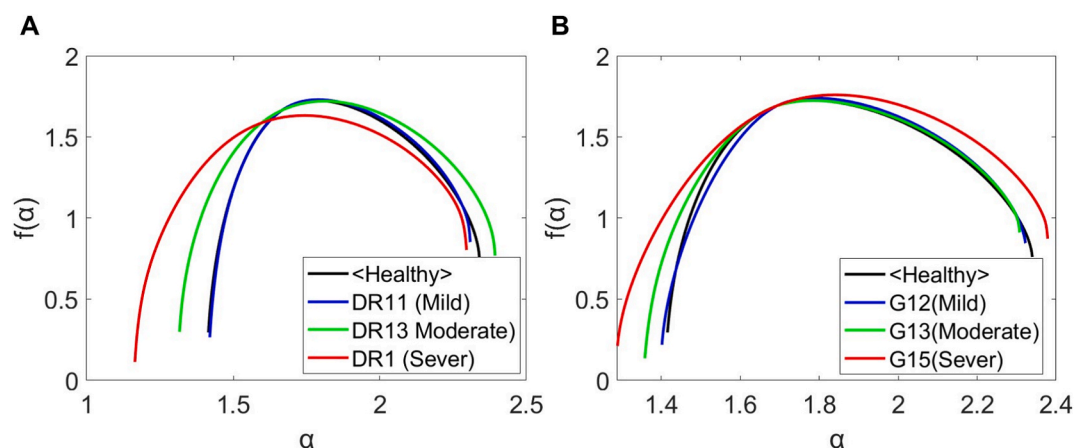 A
f(α)
2
1.5
1
0.5
0
1
1.5
2
2.5
α
<Healthy>
DR11 (Mild)
DR13 Moderate)
DR1 (Sever)
B
f(α)
2
1.5
1
0.5
0
1.4
1.6
1.8
2
2.2
2.4
α
<Healthy>
G12(Mild)
G13(Moderate)
G15(Sever)